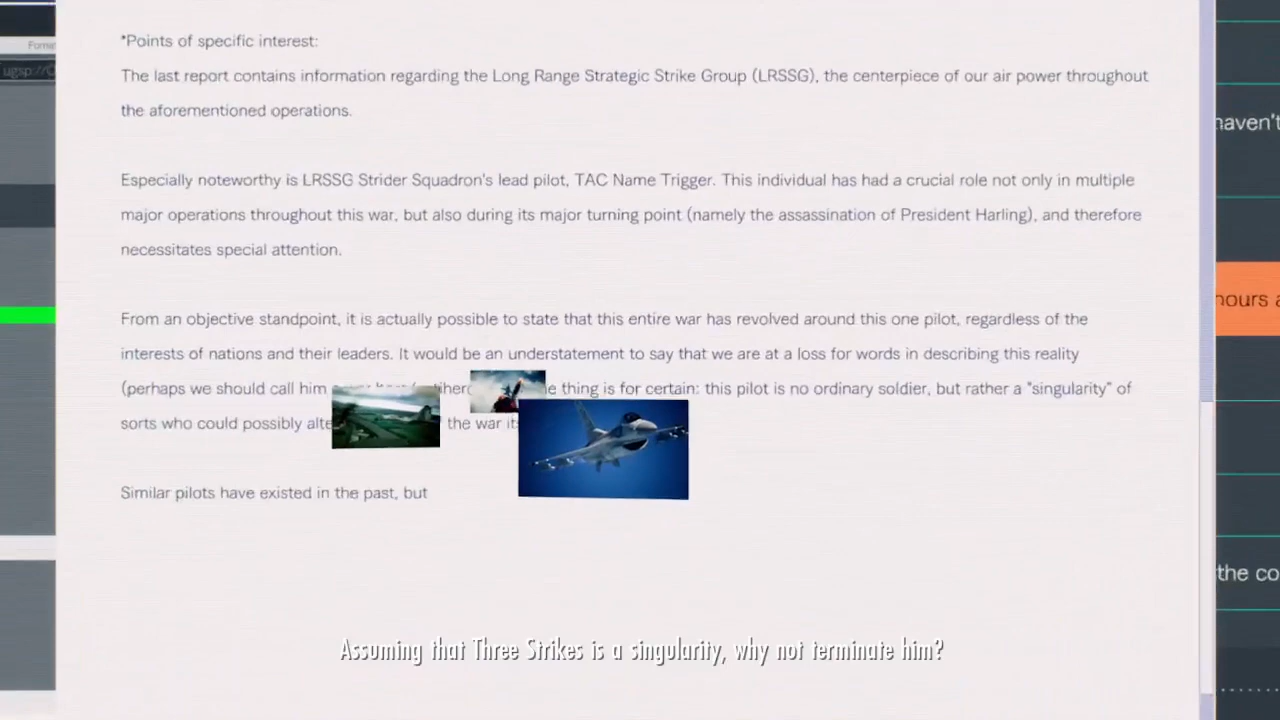 *Points of specific interest:
The last report contains information regarding the Long Range Strategic Strike Group (LRSSG), the centerpiece of our air power throughout
the aforementioned operations.
Especially noteworthy is LRSSG Strider Squadron's lead pilot, TAC Name Trigger. This individual has had a crucial role not only in multiple
major operations throughout this war, but also during its major turning point (namely the assassination of President Harling), and therefore
necessitates special attention.
From an objective standpoint, it is actually possible to state that this entire war has revolved around this one pilot, regardless of the
interests of nations and their leaders. It would be an understatement to say that we are at a loss for words in describing this reality
(perhaps we should call him thing is for certain: this pilot is no ordinary soldier, but rather a "singularity" of
sorts who could possibly the war
Similar pilots have existed in the past, but
Assuming that Three Strikes is a singularity, why not terminate him?
ugsp://
haven't
hours
the co